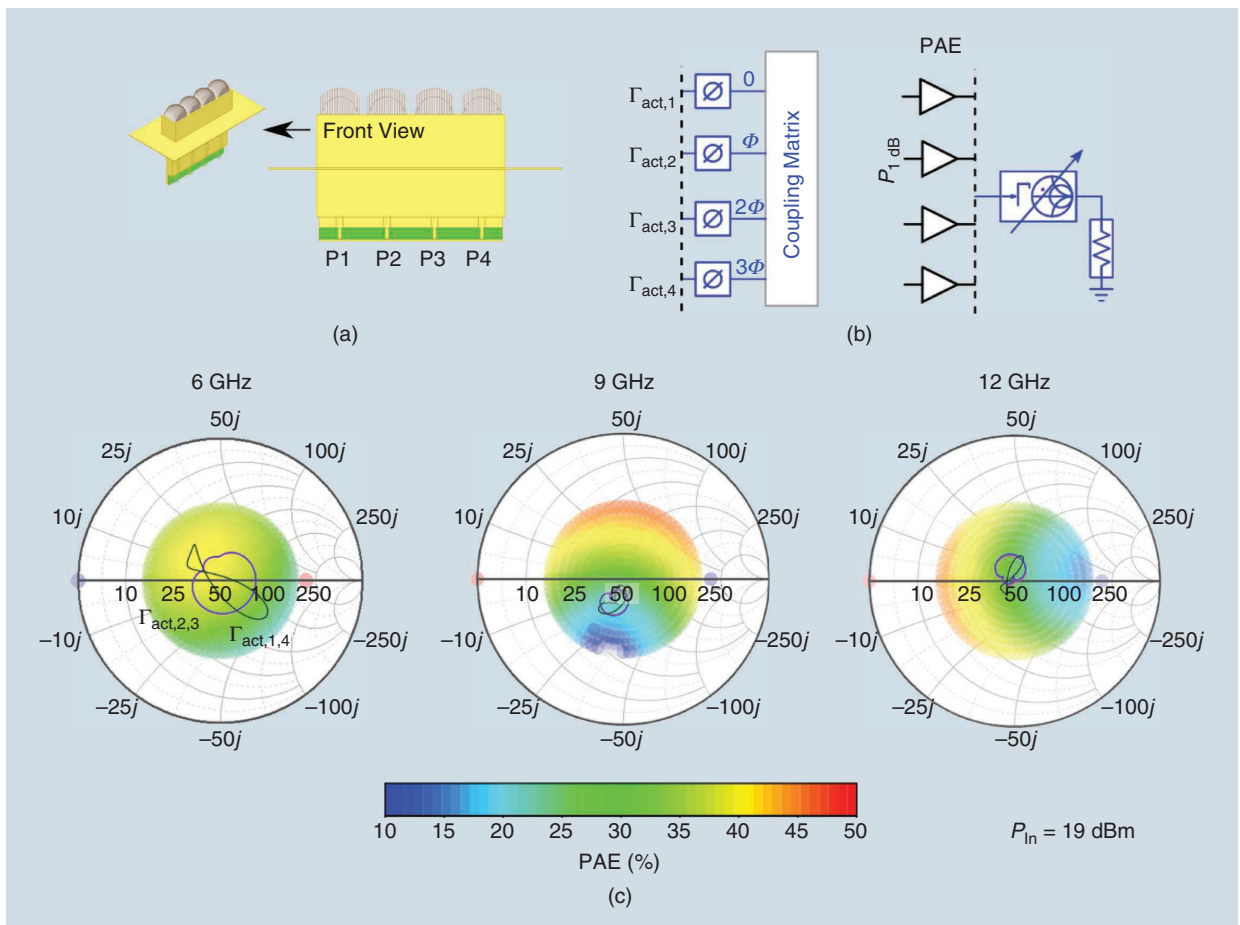 Front View
P1 P2 P3 P4
(a)
PAE
Γact,1
Γact,2
Γact,3
Γact,4
Ø 0
Ø Φ
Ø 2Φ
Ø 3Φ
Coupling Matrix
P1 dB
(b)
6 GHz
50j
25j 100j
10j 250j
10 25 50 100 250
Γact,2,3
Γact,1,4
–10j –250j
–25j –100j
–50j
9 GHz
50j
25j 100j
10j 250j
10 25 50 100 250
–10j –250j
–25j –100j
–50j
12 GHz
50j
25j 100j
10j 250j
10 25 50 100 250
–10j –250j
–25j –100j
–50j
10 15 20 25 30 35 40 45 50
PAE (%)
PIn = 19 dBm
(c)